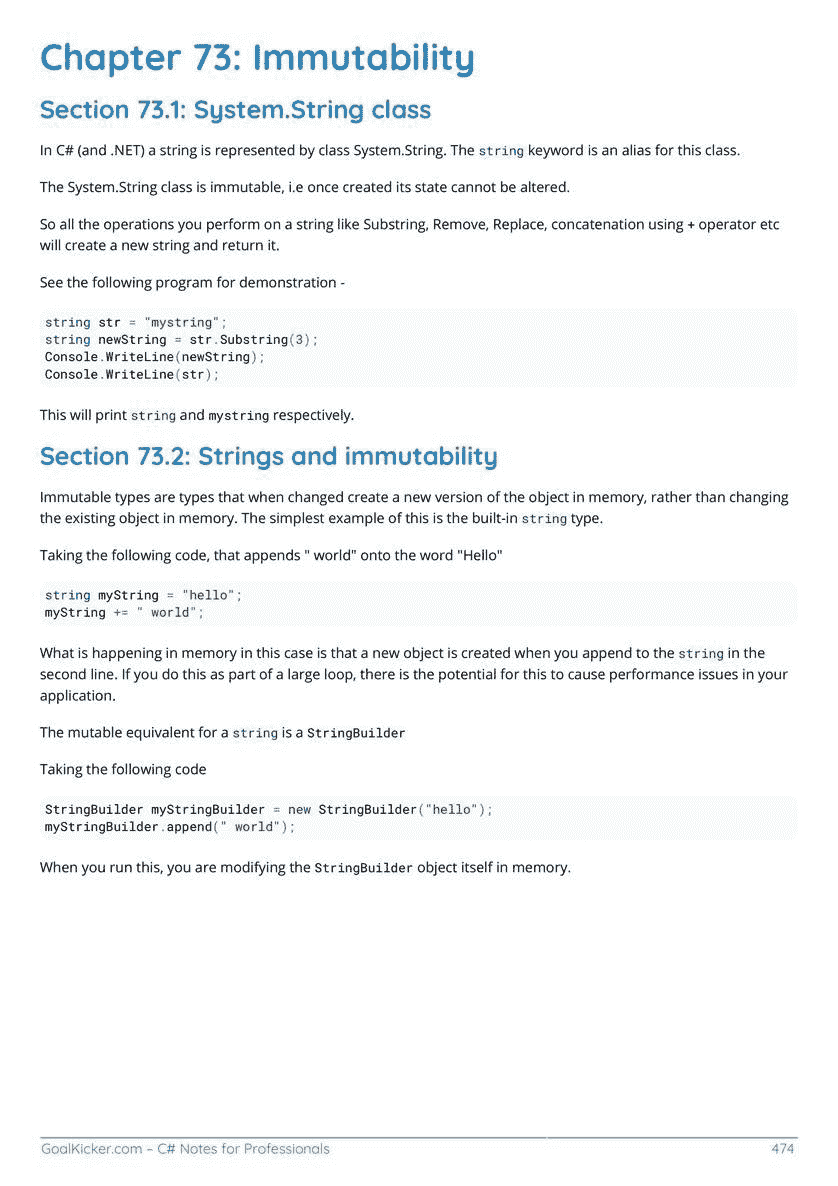 Chapter 73: Immutability
Section 73.1: System.String class
In C# (and .NET) a string is represented by class System.String. The string keyword is an alias for this class.
The System.String class is immutable, i.e once created its state cannot be altered.
So all the operations you perform on a string like Substring, Remove, Replace, concatenation using + operator etc
will create a new string and return it.
See the following program for demonstration -
string str = "mystring";
string newString = str.Substring(3);
Console.WriteLine(newString);
Console.WriteLine(str);
This will print string and mystring respectively.
Section 73.2: Strings and immutability
Immutable types are types that when changed create a new version of the object in memory, rather than changing
the existing object in memory. The simplest example of this is the built-in string type.
Taking the following code, that appends " world" onto the word "Hello"
string myString = "hello";
myString += " world";
What is happening in memory in this case is that a new object is created when you append to the string in the
second line. If you do this as part of a large loop, there is the potential for this to cause performance issues in your
application.
The mutable equivalent for a string is a StringBuilder
Taking the following code
StringBuilder myStringBuilder = new StringBuilder("hello");
myStringBuilder.append(" world");
When you run this, you are modifying the StringBuilder object itself in memory.
GoalKicker.com – C# Notes for Professionals 474